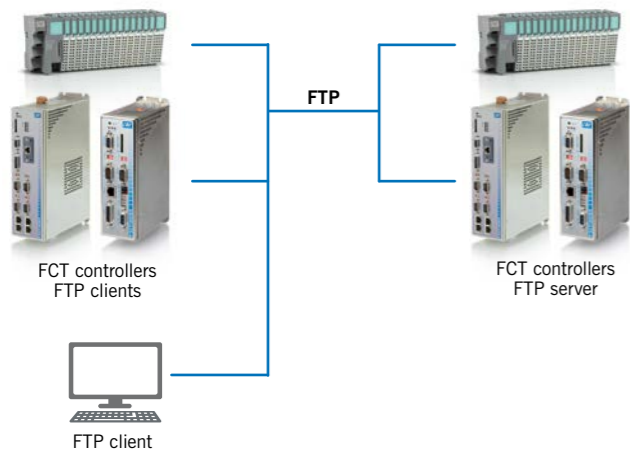 FTP
FCT controllers
FTP clients
FCT controllers
FTP server
FTP client